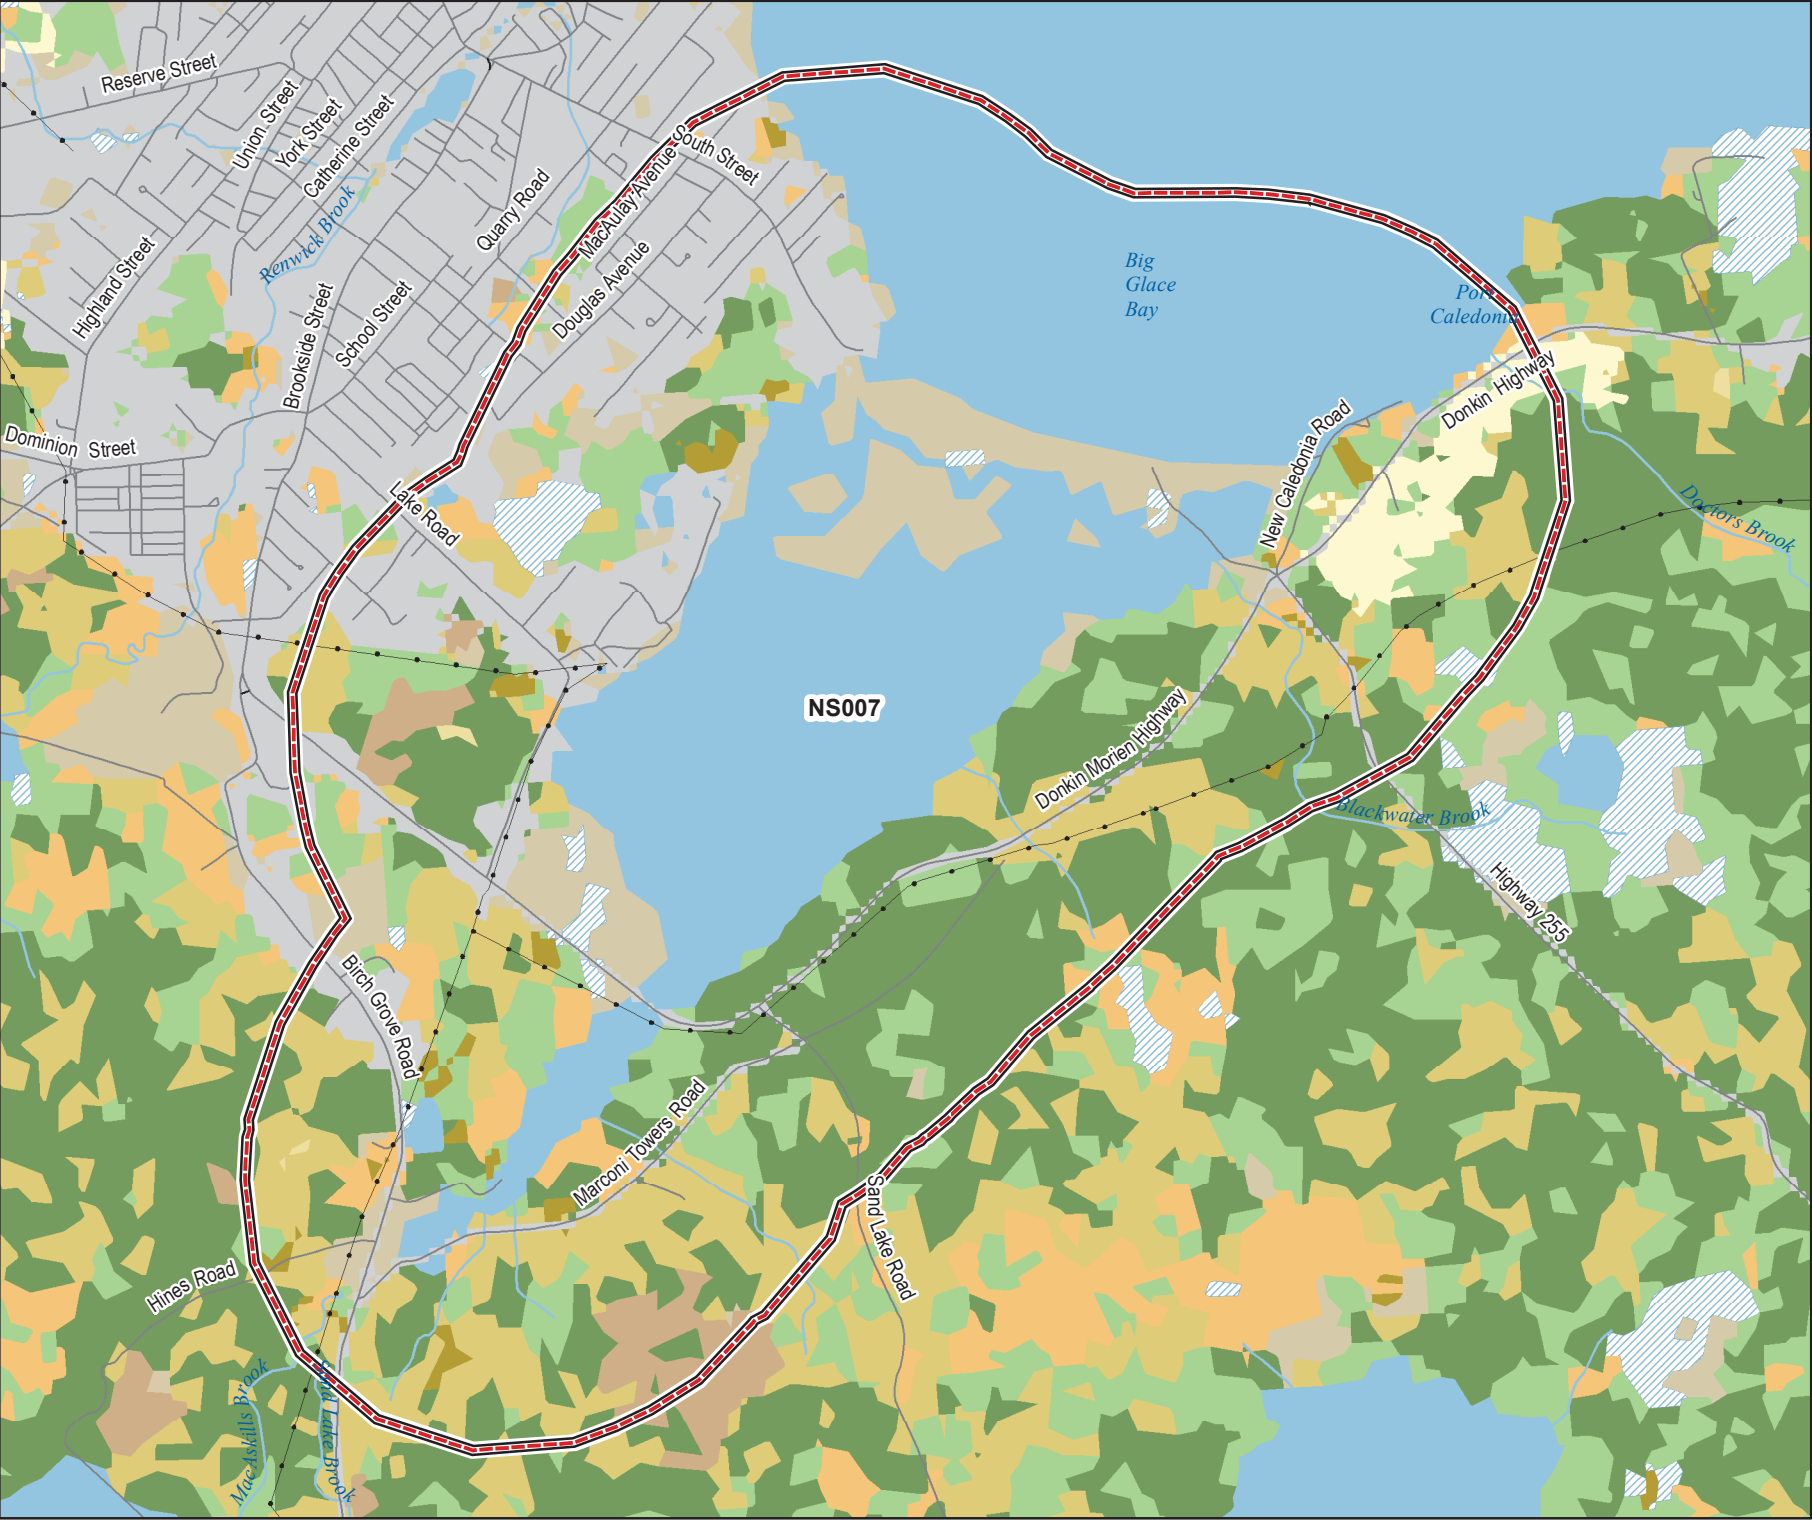 Reserve Street
Union Street
York Street
Catherine Street
South Street
MacAulay Avenue
Quarry Road
Renwick Brook
Highland Street
Douglas Avenue
School Street
Brookside Street
Big
Glace
Bay
Port
Caledonia
Donkin Highway
New Caledonia Road
Dominion Street
Lake Road
Doctors Brook
NS007
Donkin Morien Highway
Blackwater Brook
Highway 255
Birch Grove Road
Marconi Towers Road
Sand Lake Road
Hines Road
MacAskills Brook
Sand Lake Brook